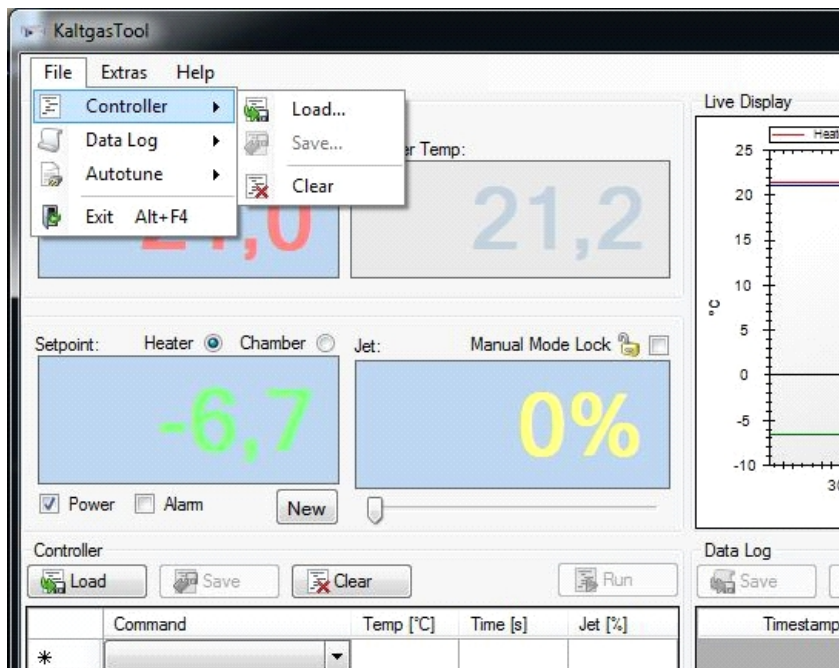 KaltgasTool
File Extras Help
Controller
Data Log
Autotune
Exit Alt+F4
Load...
Save...
Clear
Temp:
21,2
Setpoint: Heater Chamber
-6,7
Power Alarm New
Jet: Manual Mode Lock
0%
Live Display
25
20
15
10
5
0
-5
-10
°C
Controller
Load Save Clear Run
Command Temp [°C] Time [s] Jet [%]
Data Log
Save
Timestamp